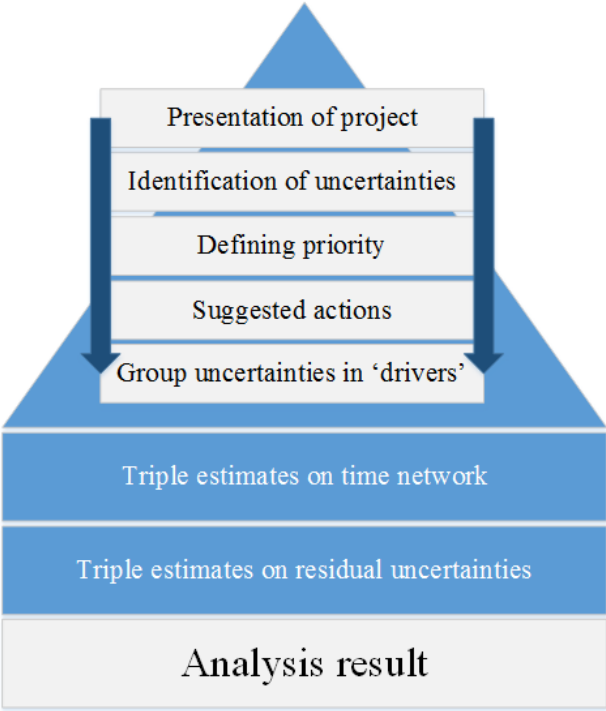 Presentation of project
Identification of uncertainties
Defining priority
Suggested actions
Group uncertainties in ‘drivers’
Triple estimates on time network
Triple estimates on residual uncertainties
Analysis result